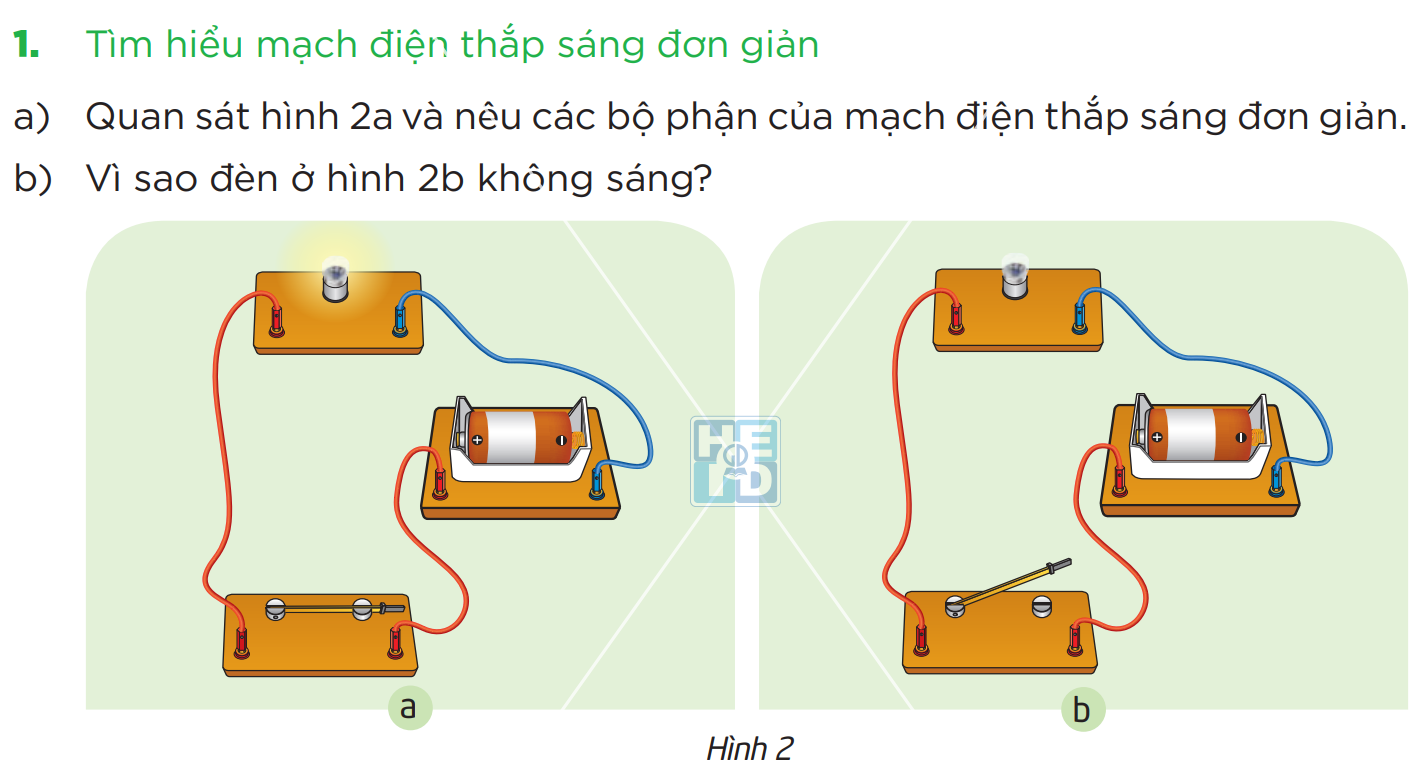 1. Tìm hiểu mạch điện thắp sáng đơn giản
a) Quan sát hình 2a và nêu các bộ phận của mạch điện thắp sáng đơn giản.
b) Vì sao đèn ở hình 2b không sáng?
+ -
+ -
HEID
a
b
Hình 2